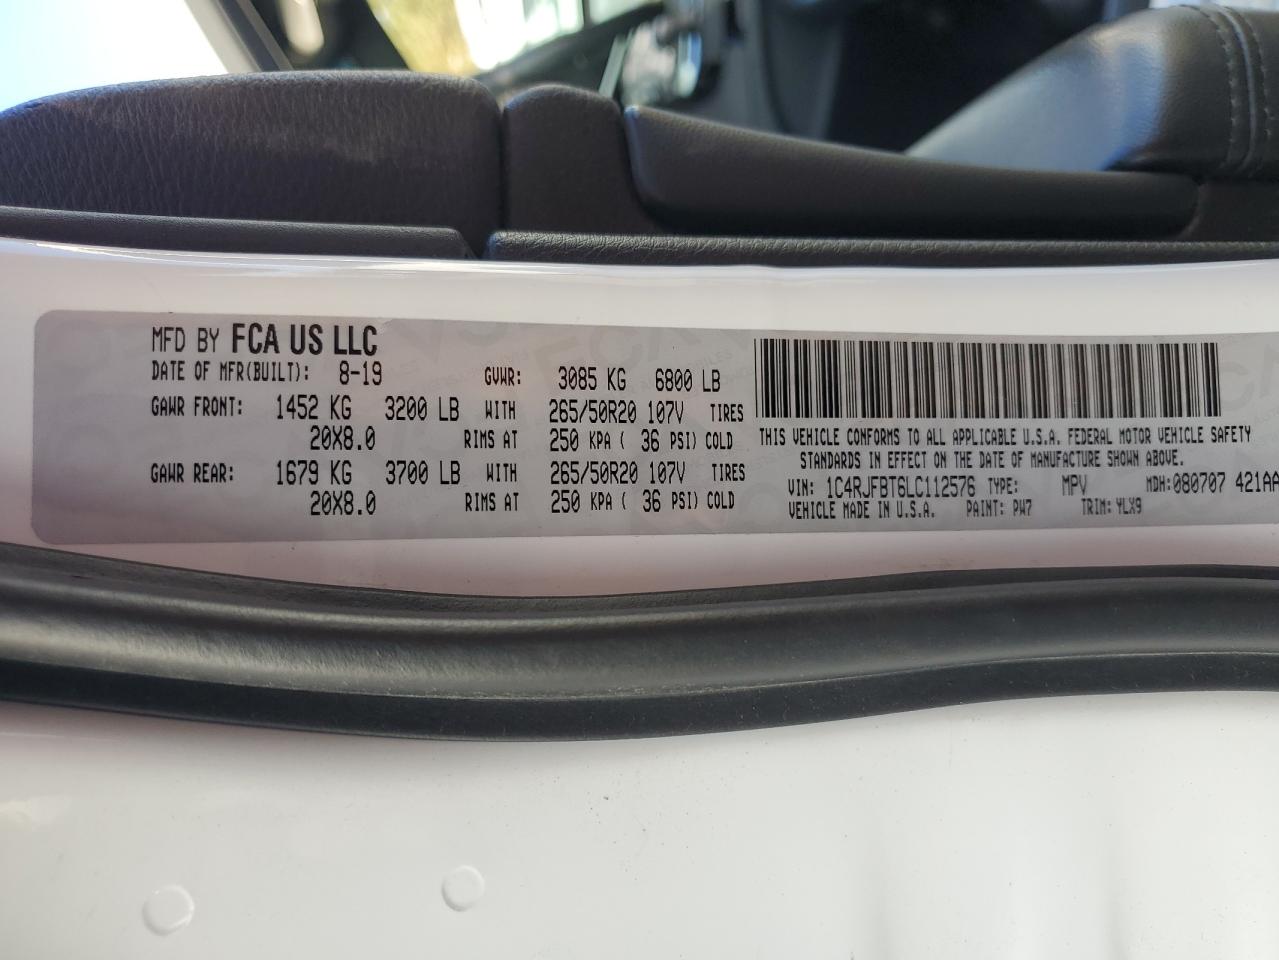 MFD BY FCA US LLC
DATE OF MFR(BUILT): 8-19 GVWR: 3085 KG 6800 LB
GAWR FRONT: 1452 KG 3200 LB WITH 265/50R20 107V TIRES
20X8.0 RIMS AT 250 KPA ( 36 PSI) COLD
GAWR REAR: 1679 KG 3700 LB WITH 265/50R20 107V TIRES
20X8.0 RIMS AT 250 KPA ( 36 PSI) COLD
THIS VEHICLE CONFORMS TO ALL APPLICABLE U.S.A. FEDERAL MOTOR VEHICLE SAFETY
STANDARDS IN EFFECT ON THE DATE OF MANUFACTURE SHOWN ABOVE.
VIN: 1C4RJFBT6LC112576 TYPE: MPV MDH:080707 421AA
VEHICLE MADE IN U.S.A. PAINT: PW7 TRIM: YLX9